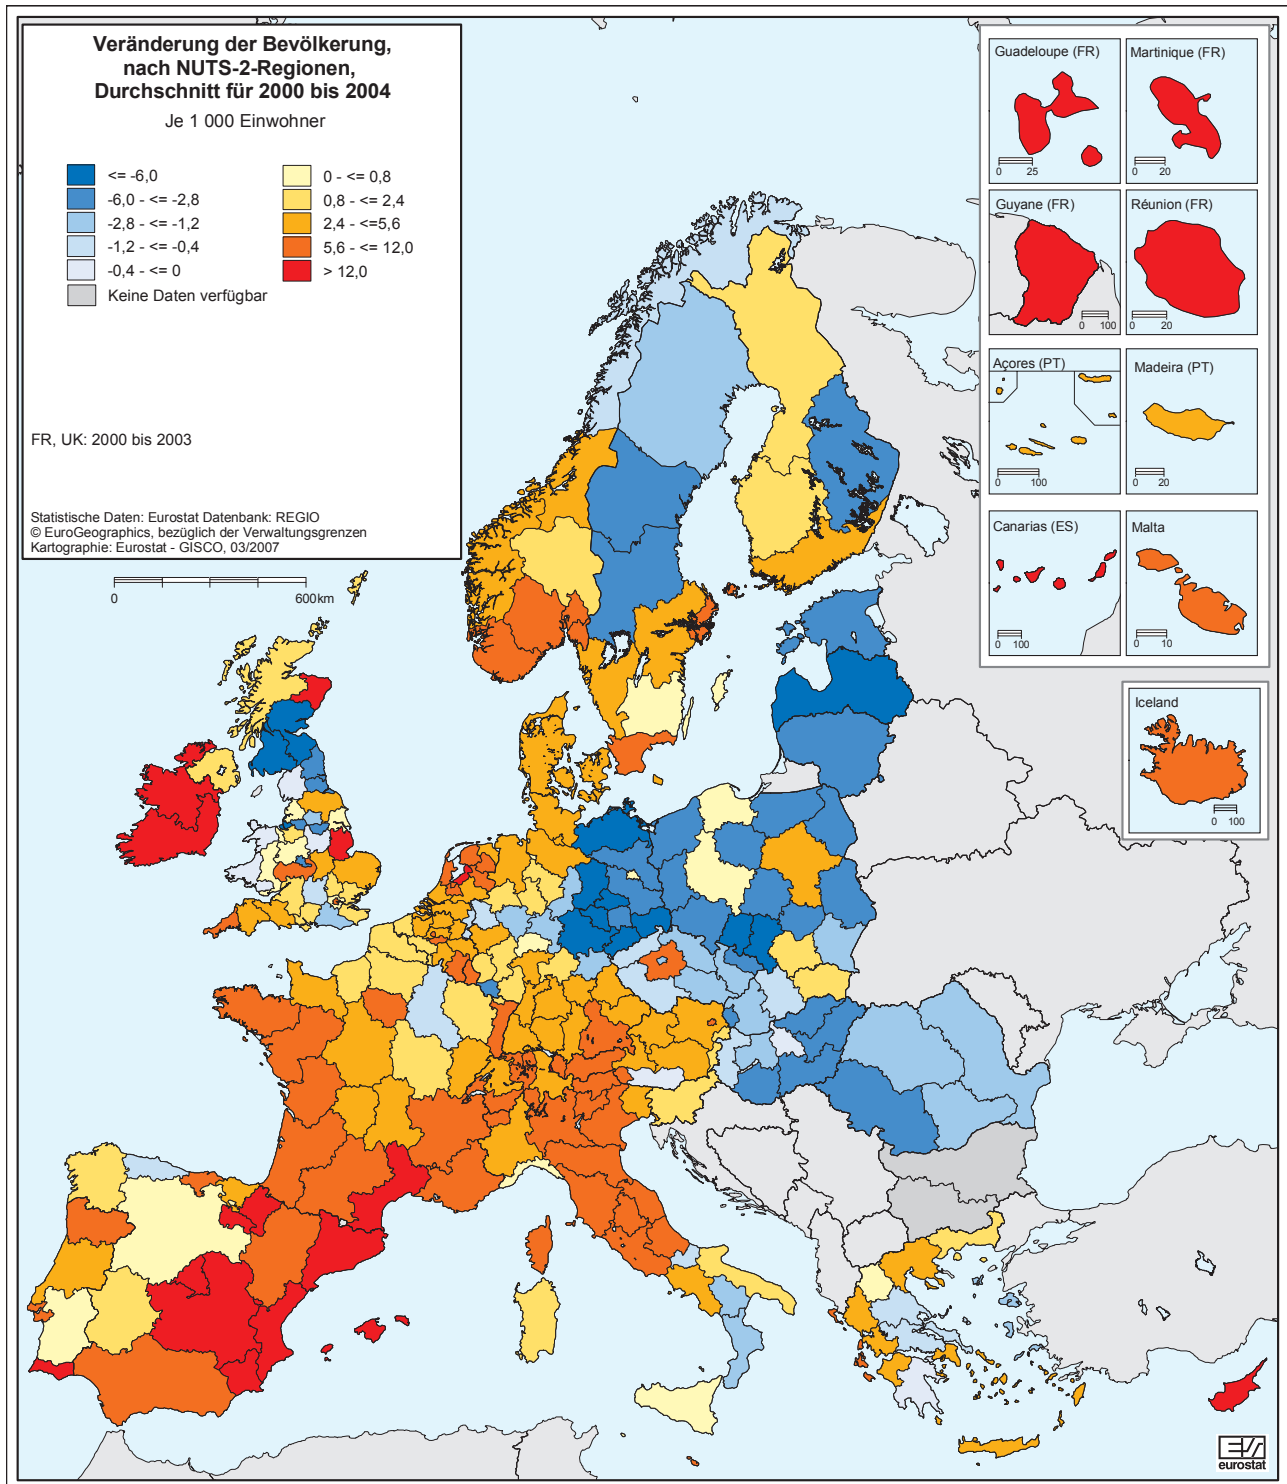 Veränderung der Bevölkerung,
nach NUTS-2-Regionen,
Durchschnitt für 2000 bis 2004
Je 1 000 Einwohner
<= -6,0
-6,0 - <= -2,8
-2,8 - <= -1,2
-1,2 - <= -0,4
-0,4 - <= 0
Keine Daten verfügbar
0 - <= 0,8
0,8 - <= 2,4
2,4 - <=5,6
5,6 - <= 12,0
> 12,0
FR, UK: 2000 bis 2003
Statistische Daten: Eurostat Datenbank: REGIO
© EuroGeographics, bezüglich der Verwaltungsgrenzen
Kartographie: Eurostat - GISCO, 03/2007
0 600 km
Guadeloupe (FR)
0 25
Martinique (FR)
0 20
Guyane (FR)
0 100
Réunion (FR)
0 20
Açores (PT)
0 100
Madeira (PT)
0 20
Canarias (ES)
0 100
Malta
0 10
Iceland
0 100
eurostat